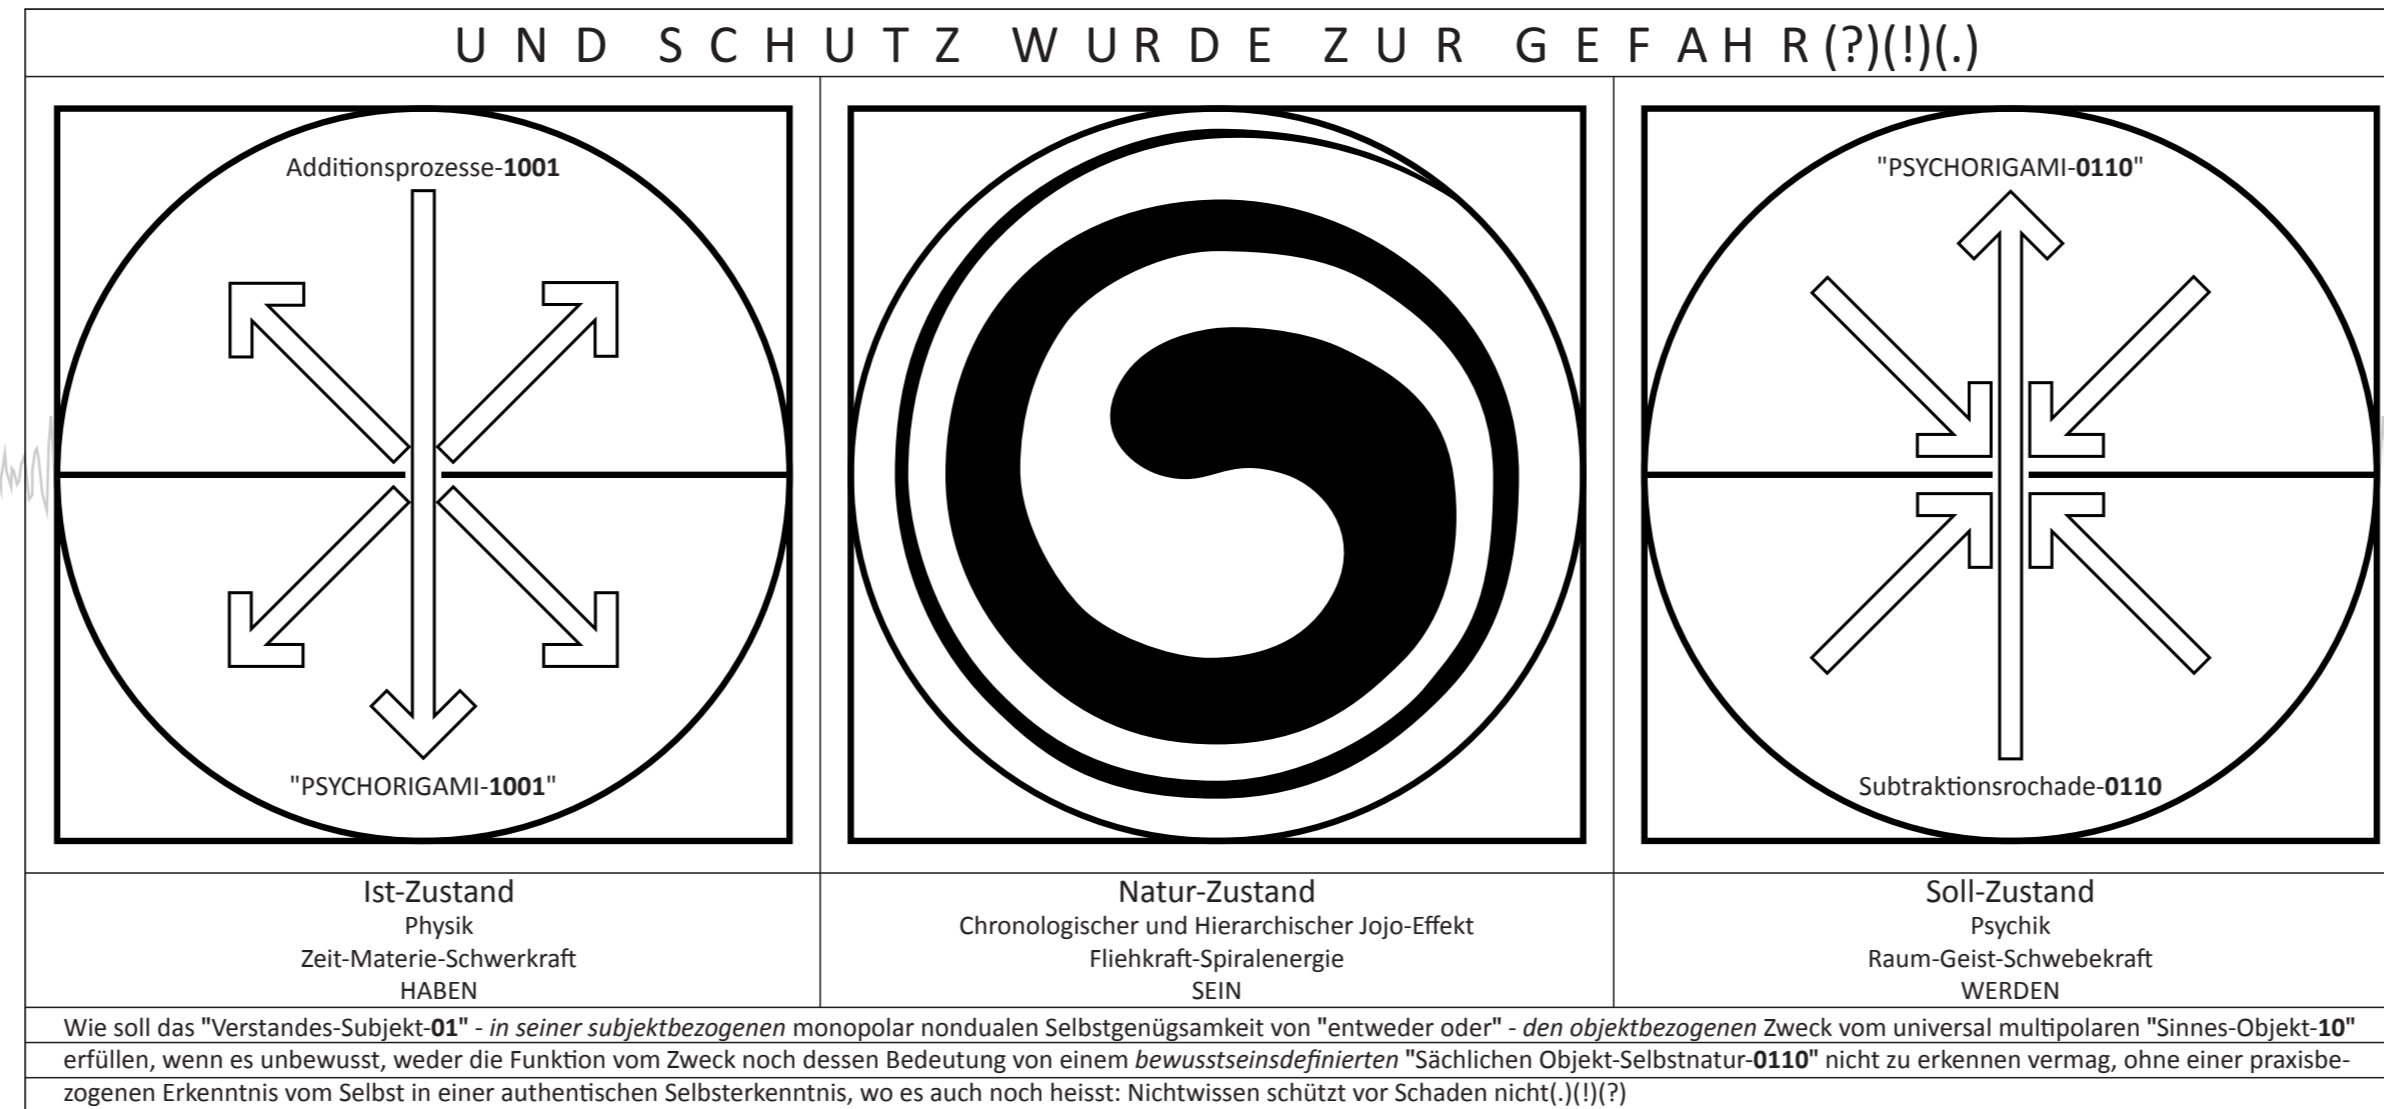 UND SCHUTZ WURDE ZUR GEFAHR(?)(!)(.)
Additionsprozesse-1001
"PSYCHORIGAMI-1001"
"PSYCHORIGAMI-0110"
Subtraktionsrochade-0110
Ist-Zustand
Physik
Zeit-Materie-Schwerkraft
HABEN
Natur-Zustand
Chronologischer und Hierarchischer Jojo-Effekt
Fliehkraft-Spiralenergie
SEIN
Soll-Zustand
Psychik
Raum-Geist-Schwebekraft
WERDEN
Wie soll das "Verstandes-Subjekt-01" - in seiner subjektbezogenen monopolar nondualen Selbstgenügsamkeit von "entweder oder" - den objektbezogenen Zweck vom universal multipolaren "Sinnes-Objekt-10"
erfüllen, wenn es unbewusst, weder die Funktion vom Zweck noch dessen Bedeutung von einem bewusstseinsdefinierten "Sächlichen Objekt-Selbstnatur-0110" nicht zu erkennen vermag, ohne einer praxisbe-
zogenen Erkenntnis vom Selbst in einer authentischen Selbsterkenntnis, wo es auch noch heisst: Nichtwissen schützt vor Schaden nicht(.)(!)(?)